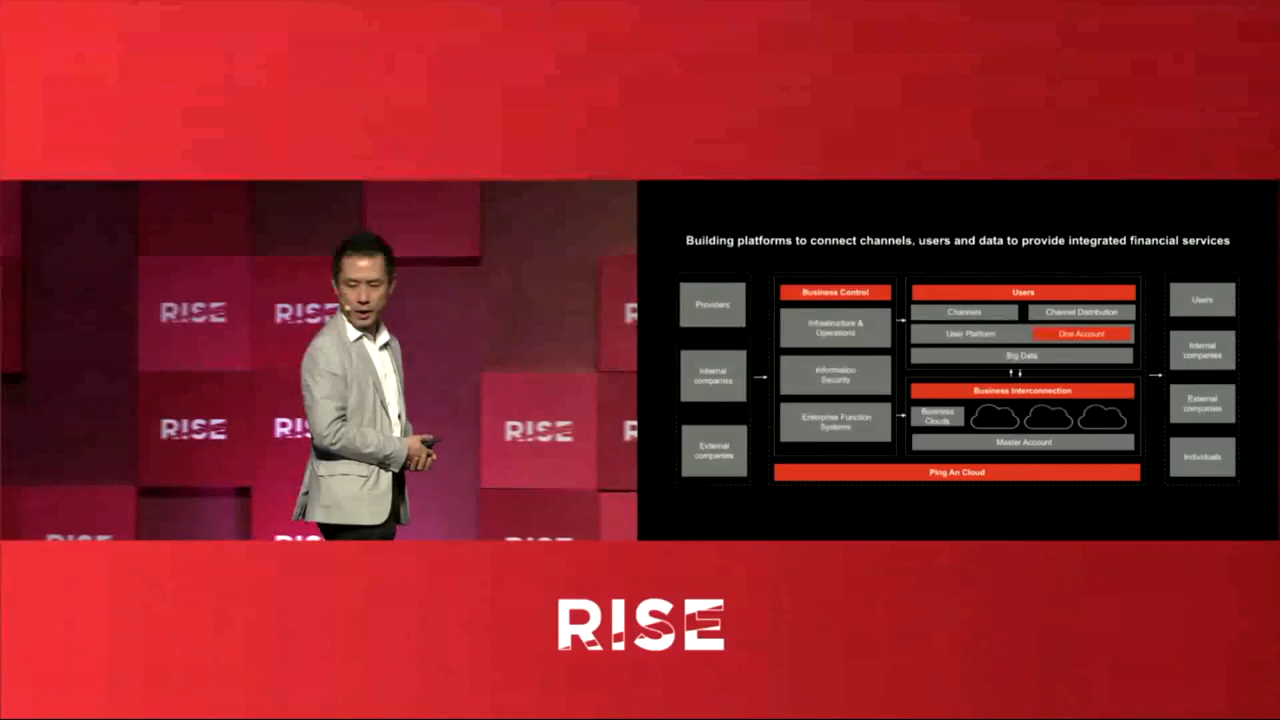 RISE
RISE
R
RISE
RISE
R
RISE
RISE
RISE
Building platforms to connect channels, users and data to provide integrated financial services
Providers
Internal
companies
External
companies
Business Control
Infrastructure &
Operations
Information
Security
Enterprise Function
Systems
Users
Channels
Channel Distribution
User Platform
One Account
Big Data
Business Interconnection
Business
Clouds
Master Account
Ping An Cloud
Users
Internal
companies
External
companies
Individuals
RISE